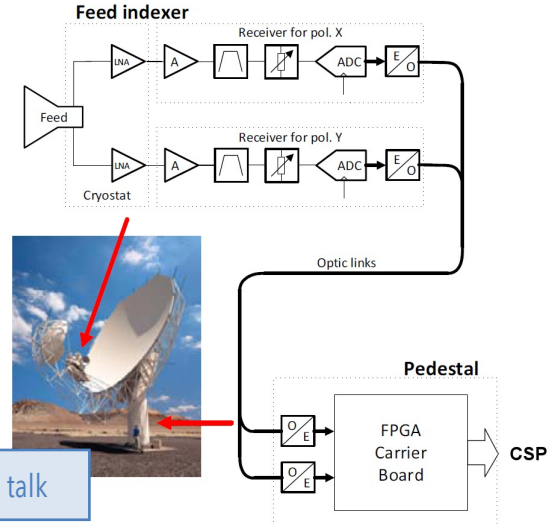 Feed indexer
Receiver for pol. X
LNA
A
ADC
E
O
Feed
Receiver for pol. Y
LNA
A
ADC
E
O
Cryostat
Optic links
Pedestal
O
E
FPGA
Carrier
Board
CSP
O
E
talk